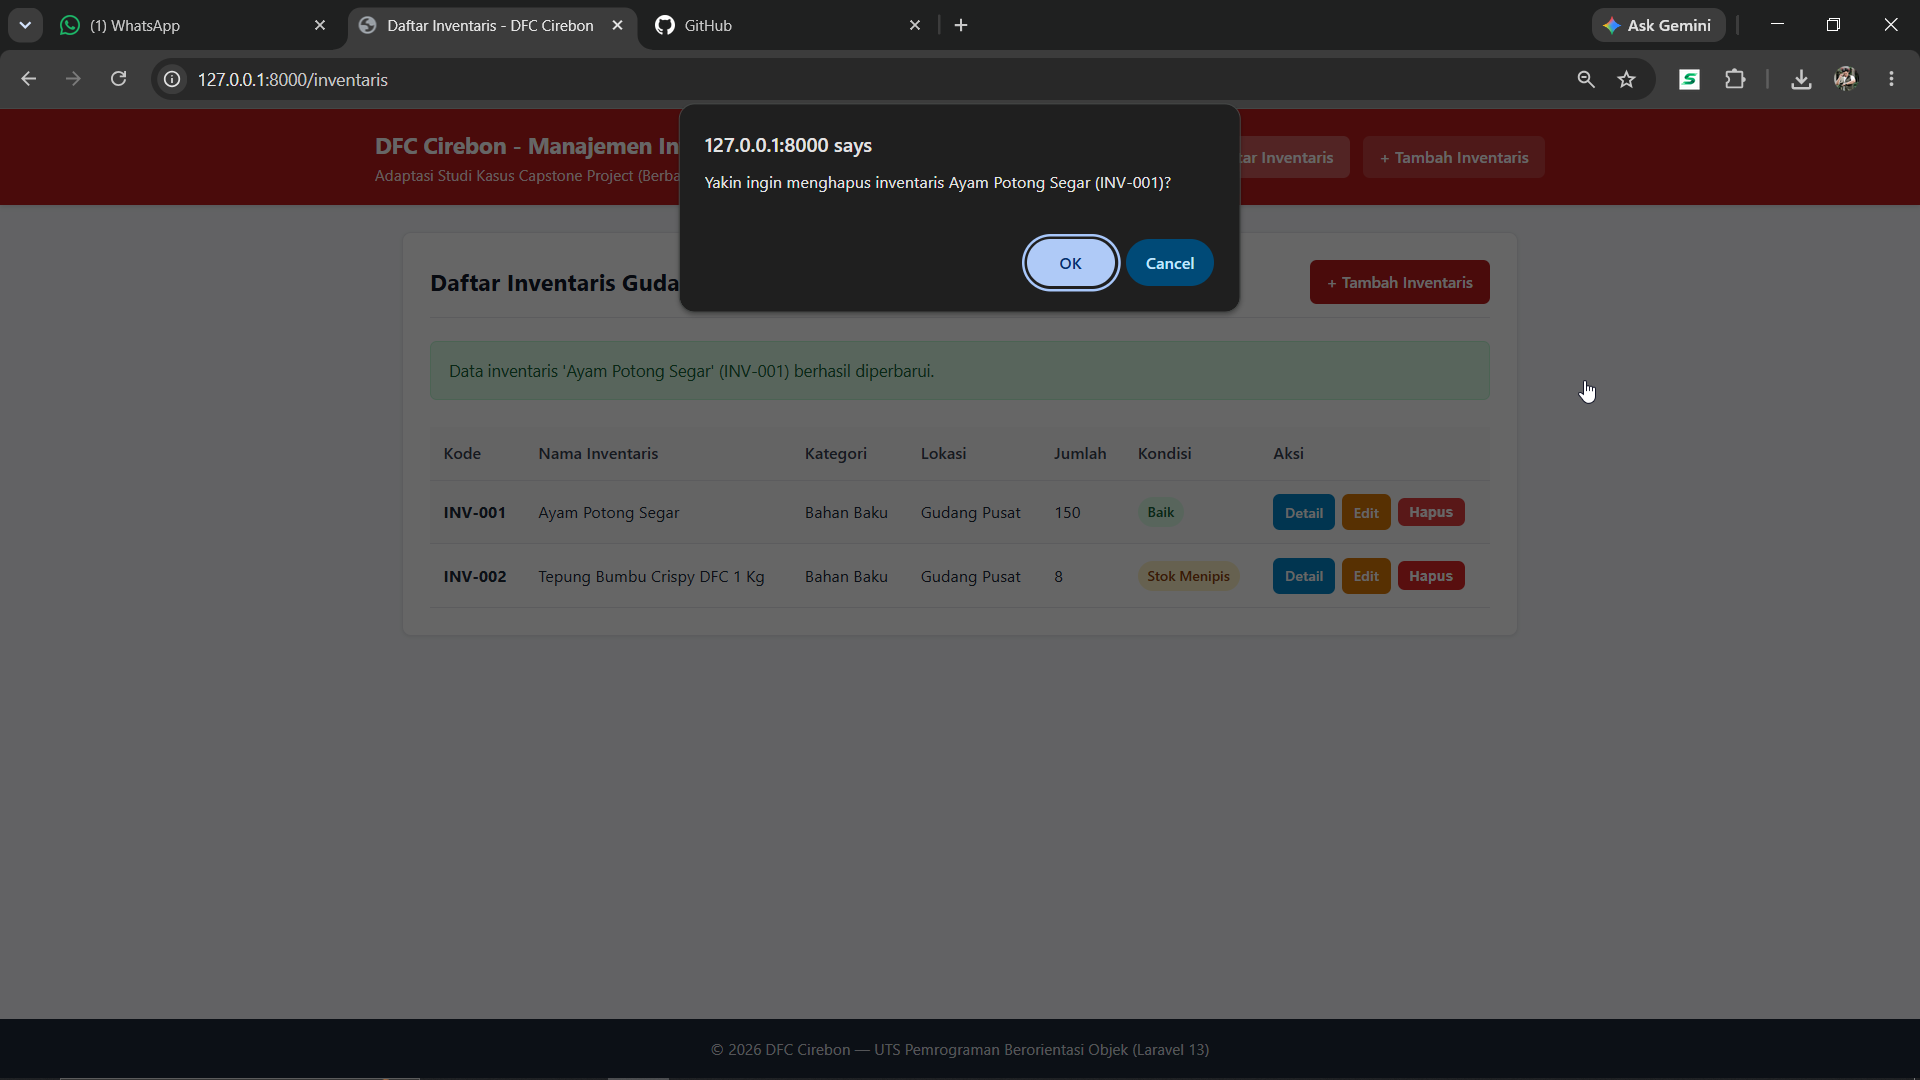 (1) WhatsApp
Daftar Inventaris - DFC Cirebon
GitHub
Ask Gemini
127.0.0.1:8000/inventaris
DFC Cirebon - Manajemen In
Adaptasi Studi Kasus Capstone Project (Berba
tar Inventaris
+ Tambah Inventaris
127.0.0.1:8000 says
Yakin ingin menghapus inventaris Ayam Potong Segar (INV-001)?
OK
Cancel
Daftar Inventaris Guda
+ Tambah Inventaris
Data inventaris 'Ayam Potong Segar' (INV-001) berhasil diperbarui.
Kode Nama Inventaris Kategori Lokasi Jumlah Kondisi Aksi
INV-001 Ayam Potong Segar Bahan Baku Gudang Pusat 150 Baik Detail Edit Hapus
INV-002 Tepung Bumbu Crispy DFC 1 Kg Bahan Baku Gudang Pusat 8 Stok Menipis Detail Edit Hapus
© 2026 DFC Cirebon — UTS Pemrograman Berorientasi Objek (Laravel 13)